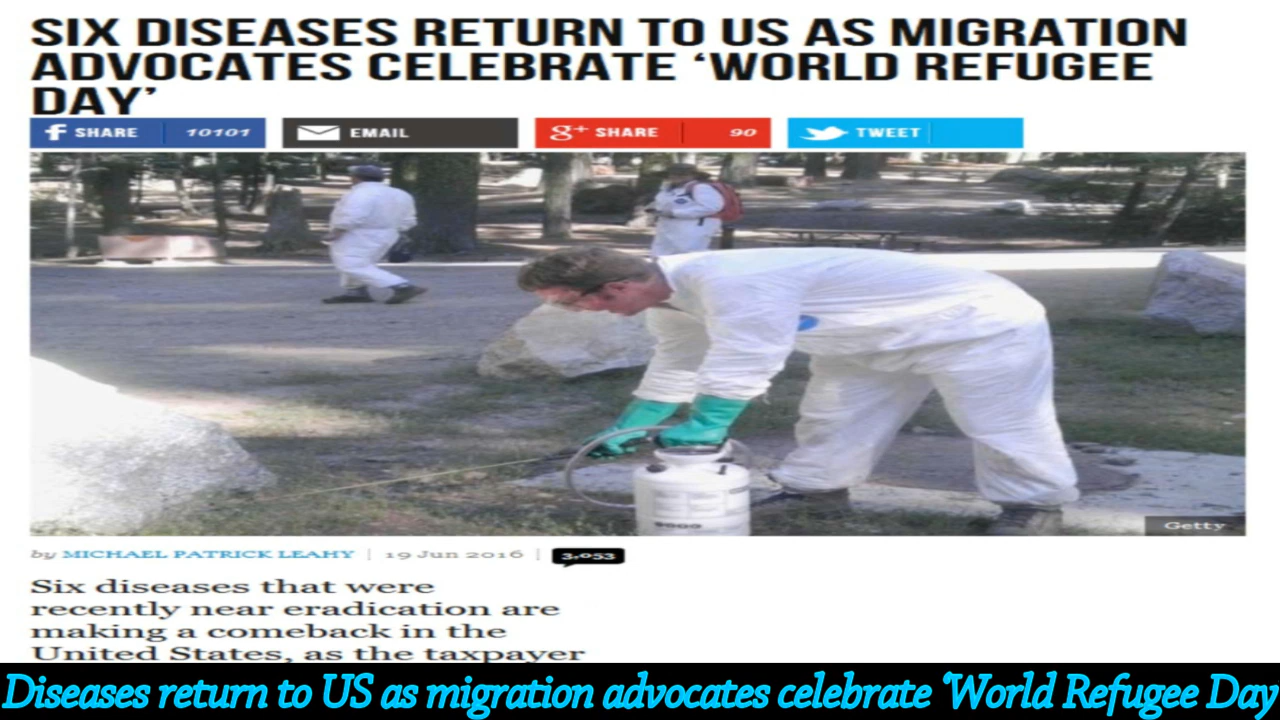 SIX DISEASES RETURN TO US AS MIGRATION
ADVOCATES CELEBRATE ‘WORLD REFUGEE
DAY’
f SHARE 10101 EMAIL g+ SHARE 90 TWEET
Getty
by MICHAEL PATRICK LEAHY | 19 Jun 2016 | 3,053
Six diseases that were
recently near eradication are
making a comeback in the
United States, as the taxpayer
Diseases return to US as migration advocates celebrate ‘World Refugee Day